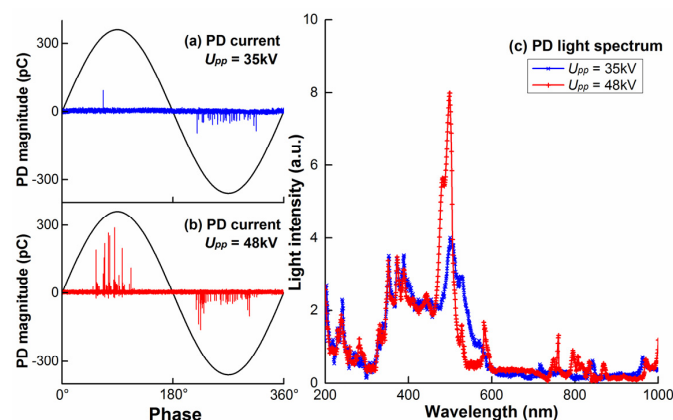 (a) PD current
Upp = 35kV
PD magnitude (pC)
300
0
-300
(b) PD current
Upp = 48kV
PD magnitude (pC)
300
0
-300
0° 180° 360°
Phase
(c) PD light spectrum
Upp = 35kV
Upp = 48kV
Light intensity (a.u.)
10
8
6
4
2
0
200 400 600 800 1000
Wavelength (nm)